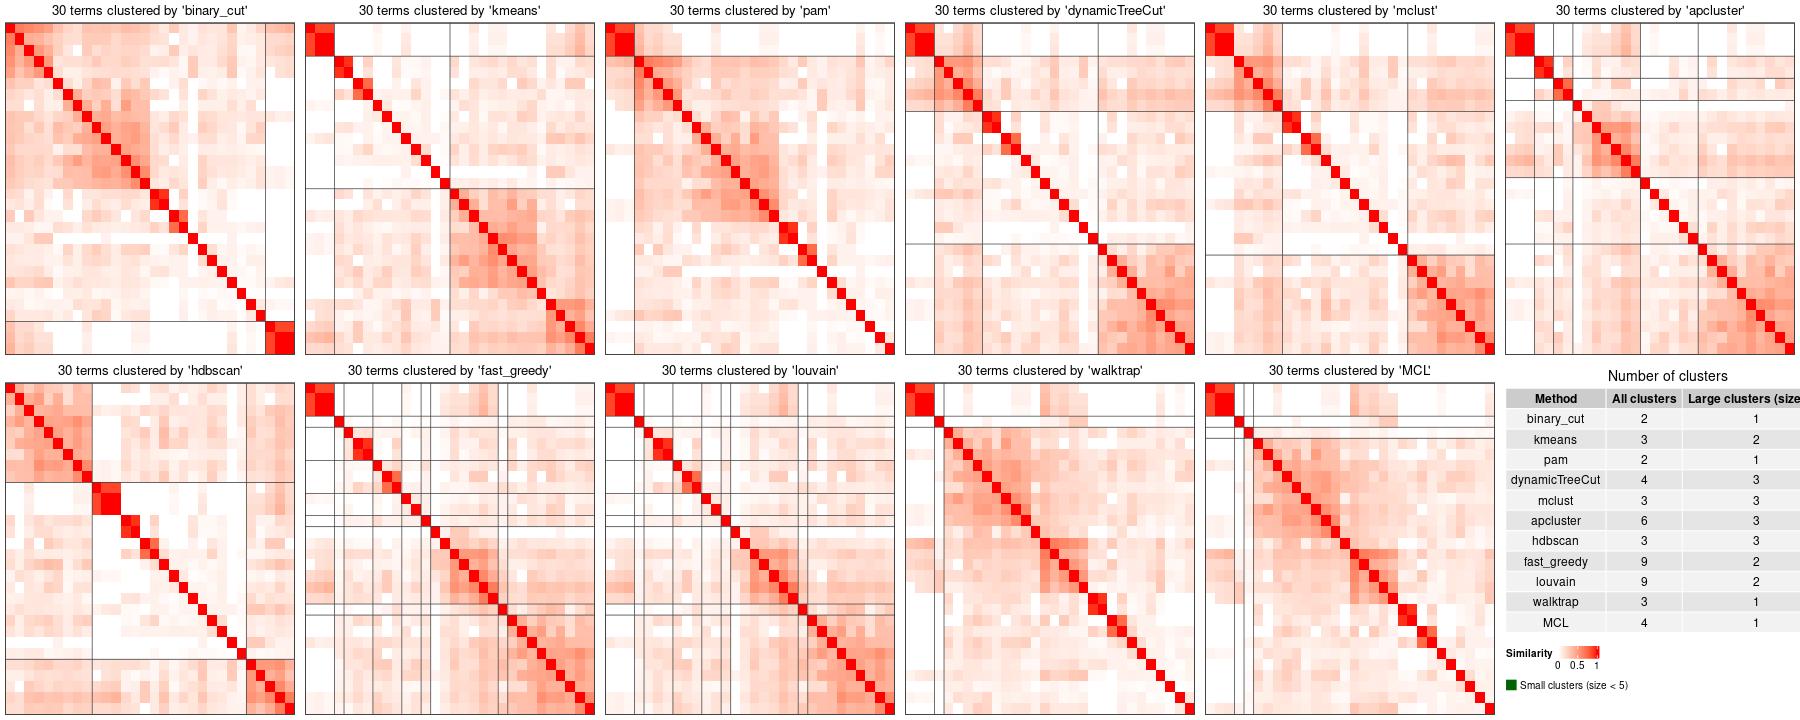 30 terms clustered by 'binary_cut'
30 terms clustered by 'kmeans'
30 terms clustered by 'pam'
30 terms clustered by 'dynamicTreeCut'
30 terms clustered by 'mclust'
30 terms clustered by 'apcluster'
30 terms clustered by 'hdbscan'
30 terms clustered by 'fast_greedy'
30 terms clustered by 'louvain'
30 terms clustered by 'walktrap'
30 terms clustered by 'MCL'
Number of clusters
Method All clusters Large clusters (size
binary_cut 2 1
kmeans 3 2
pam 2 1
dynamicTreeCut 4 3
mclust 3 3
apcluster 6 3
hdbscan 3 3
fast_greedy 9 2
louvain 9 2
walktrap 3 1
MCL 4 1
Similarity
0 0.5 1
Small clusters (size < 5)